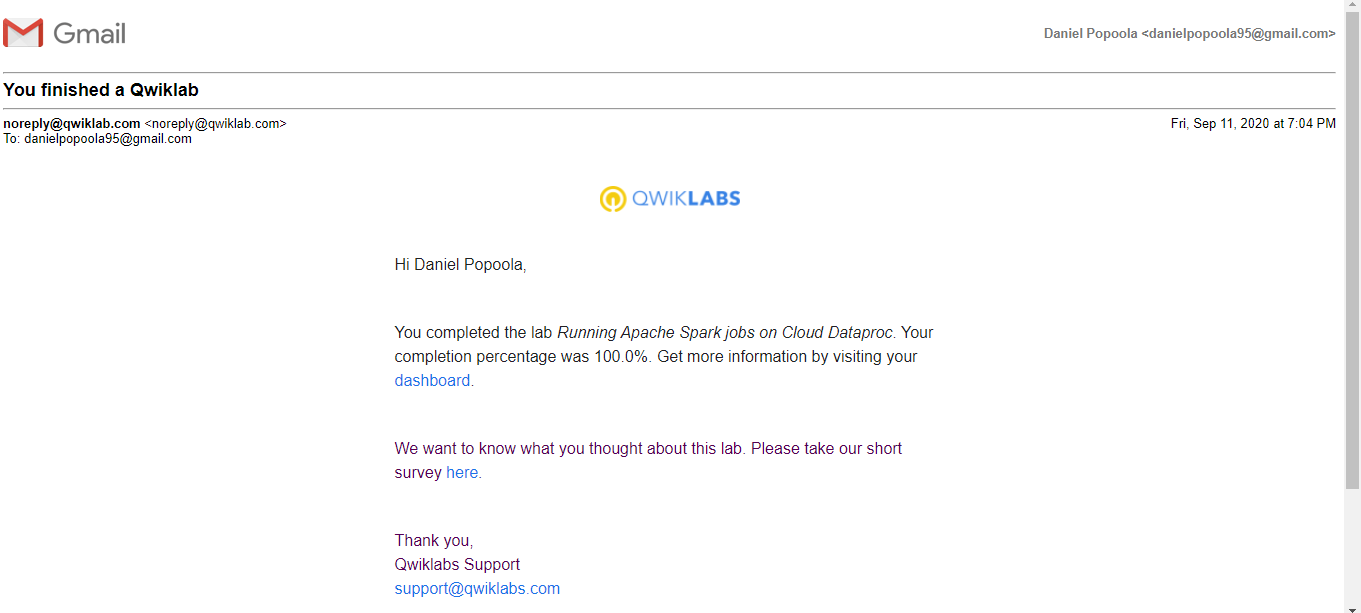 Gmail
Daniel Popoola <danielpopoola95@gmail.com>
You finished a Qwiklab
noreply@qwiklab.com <noreply@qwiklab.com>
Fri, Sep 11, 2020 at 7:04 PM
To: danielpopoola95@gmail.com
QWIKLABS
Hi Daniel Popoola,
You completed the lab Running Apache Spark jobs on Cloud Dataproc. Your
completion percentage was 100.0%. Get more information by visiting your
dashboard.
We want to know what you thought about this lab. Please take our short
survey here.
Thank you,
Qwiklabs Support
support@qwiklabs.com